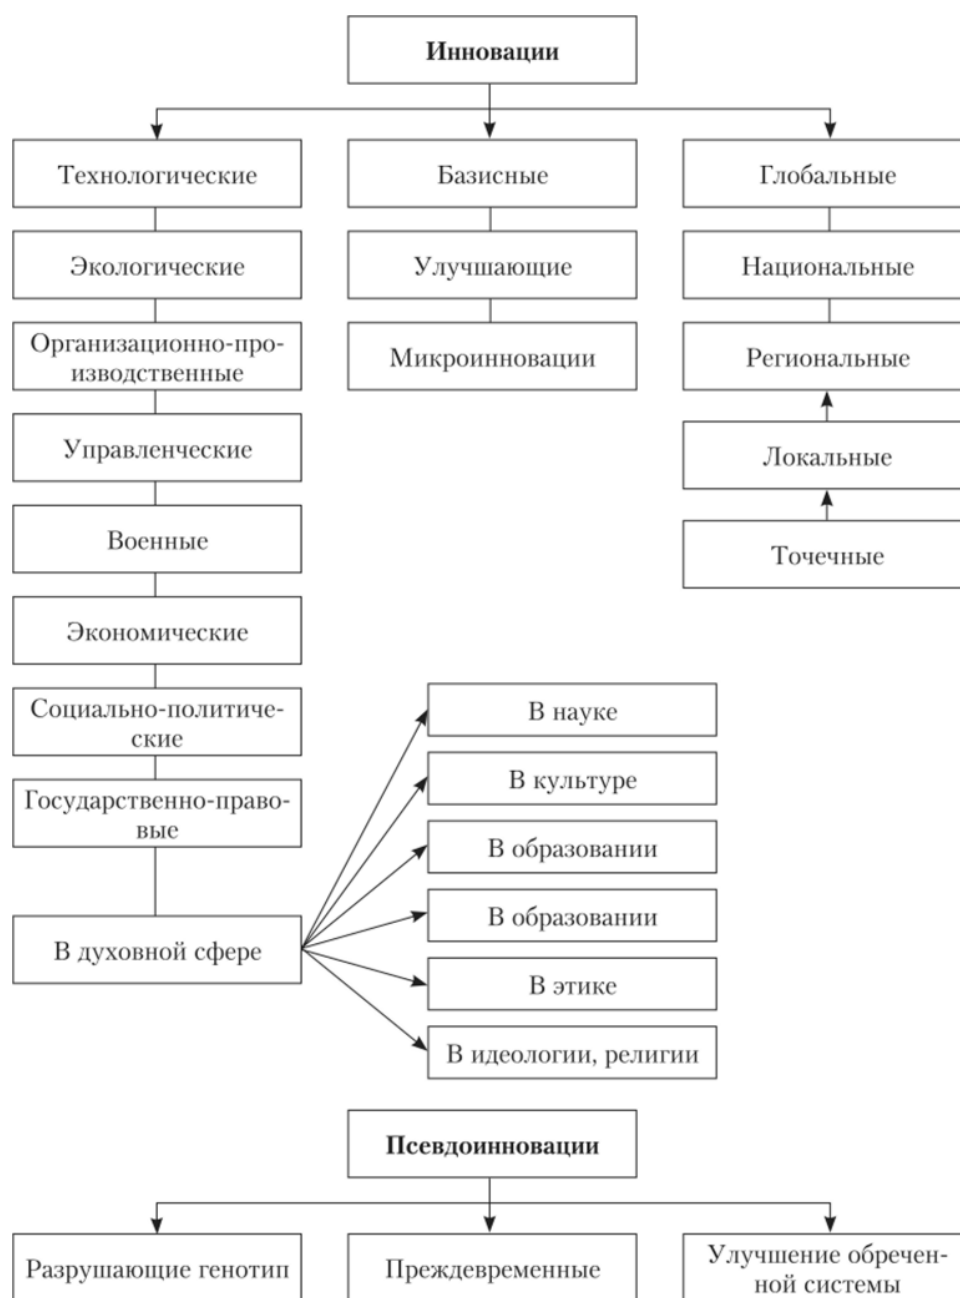 Инновации
Технологические
Базисные
Глобальные
Экологические
Улучшающие
Национальные
Организационно-про-
изводственные
Микроинновации
Региональные
Управленческие
Локальные
Военные
Точечные
Экономические
Социально-политиче-
ские
В науке
Государственно-право-
вые
В культуре
В образовании
В образовании
В духовной сфере
В этике
В идеологии, религии
Псевдоинновации
Разрушающие генотип
Преждевременные
Улучшение обречен-
ной системы